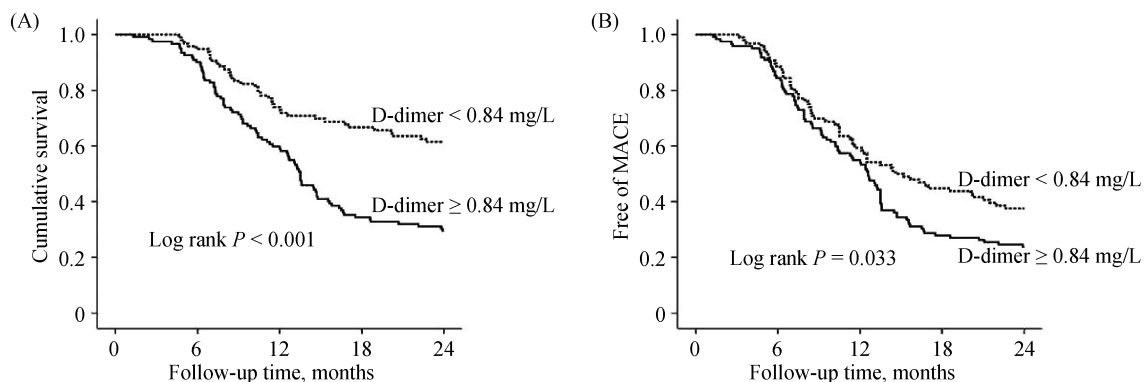 (A)
1.0
0.8
0.6
0.4
0.2
0
Cumulative survival
D-dimer < 0.84 mg/L
D-dimer ≥ 0.84 mg/L
Log rank P < 0.001
0 6 12 18 24
Follow-up time, months
(B)
1.0
0.8
0.6
0.4
0.2
0
Free of MACE
D-dimer < 0.84 mg/L
D-dimer ≥ 0.84 mg/L
Log rank P = 0.033
0 6 12 18 24
Follow-up time, months